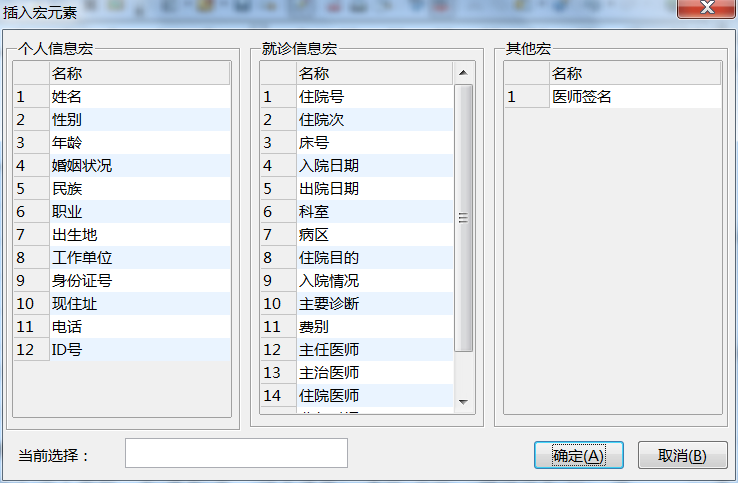 插入宏元素
个人信息宏
名称
1 姓名
2 性别
3 年龄
4 婚姻状况
5 民族
6 职业
7 出生地
8 工作单位
9 身份证号
10 现住址
11 电话
12 ID号
就诊信息宏
名称
1 住院号
2 住院次
3 床号
4 入院日期
5 出院日期
6 科室
7 病区
8 住院目的
9 入院情况
10 主要诊断
11 费别
12 主任医师
13 主治医师
14 住院医师
其他宏
名称
1 医师签名
当前选择：
确定(A)
取消(B)